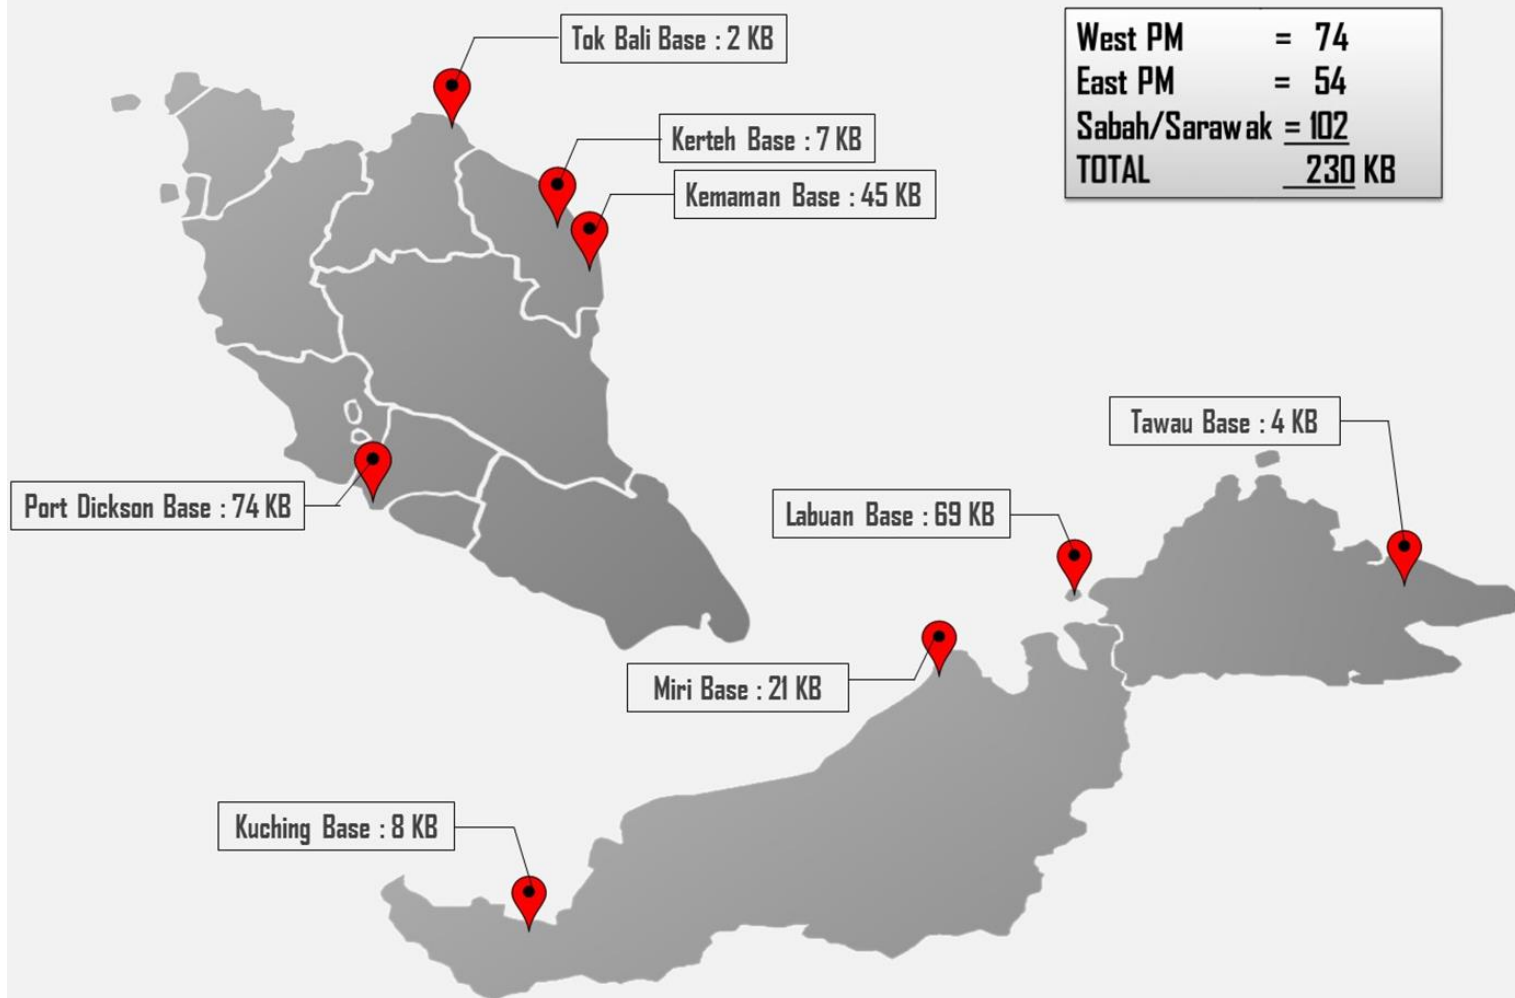 Tok Bali Base : 2 KB
West PM = 74
East PM = 54
Sabah/Sarawak = 102
TOTAL 230 KB
Kerteh Base : 7 KB
Kemaman Base : 45 KB
Tawau Base : 4 KB
Port Dickson Base : 74 KB
Labuan Base : 69 KB
Miri Base : 21 KB
Kuching Base : 8 KB